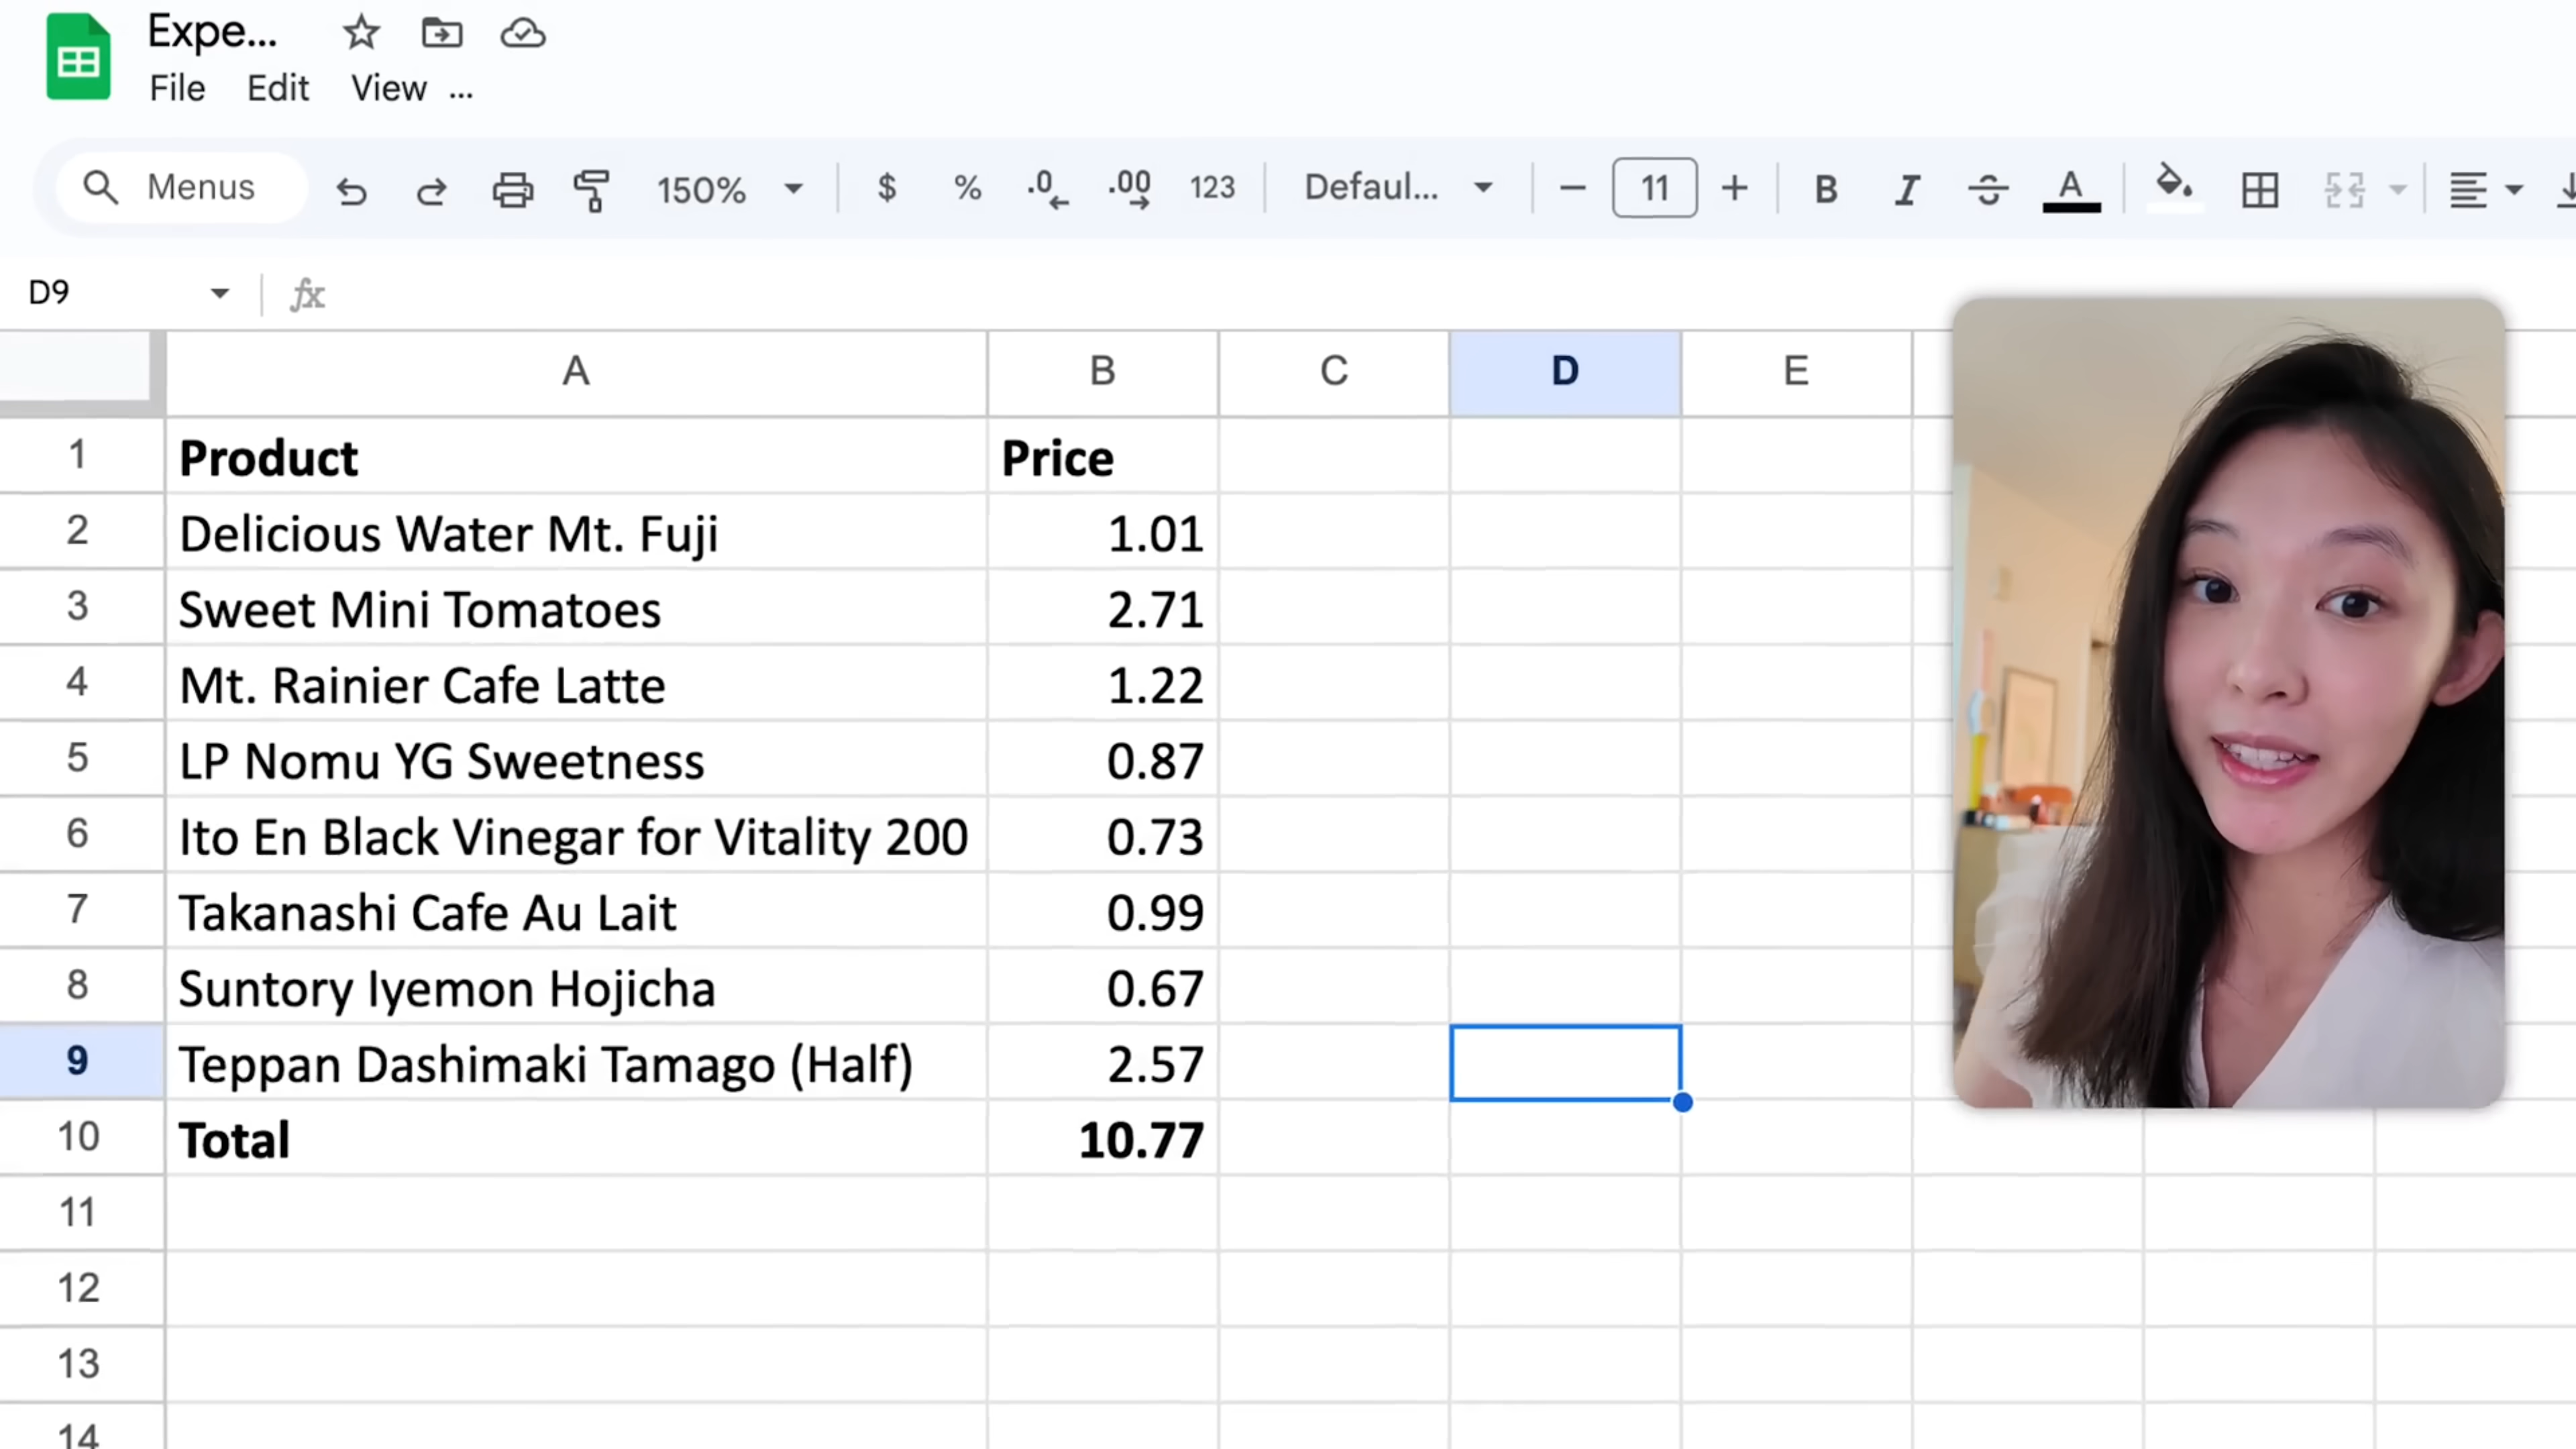 Expe...
File Edit View ...
Menus 150% $ % .0 .00 123 Defaul... 11 B I S A
D9 fx
A B C D E
1 Product Price
2 Delicious Water Mt. Fuji 1.01
3 Sweet Mini Tomatoes 2.71
4 Mt. Rainier Cafe Latte 1.22
5 LP Nomu YG Sweetness 0.87
6 Ito En Black Vinegar for Vitality 200 0.73
7 Takanashi Cafe Au Lait 0.99
8 Suntory Iyemon Hojicha 0.67
9 Teppan Dashimaki Tamago (Half) 2.57
10 Total 10.77
11
12
13
14